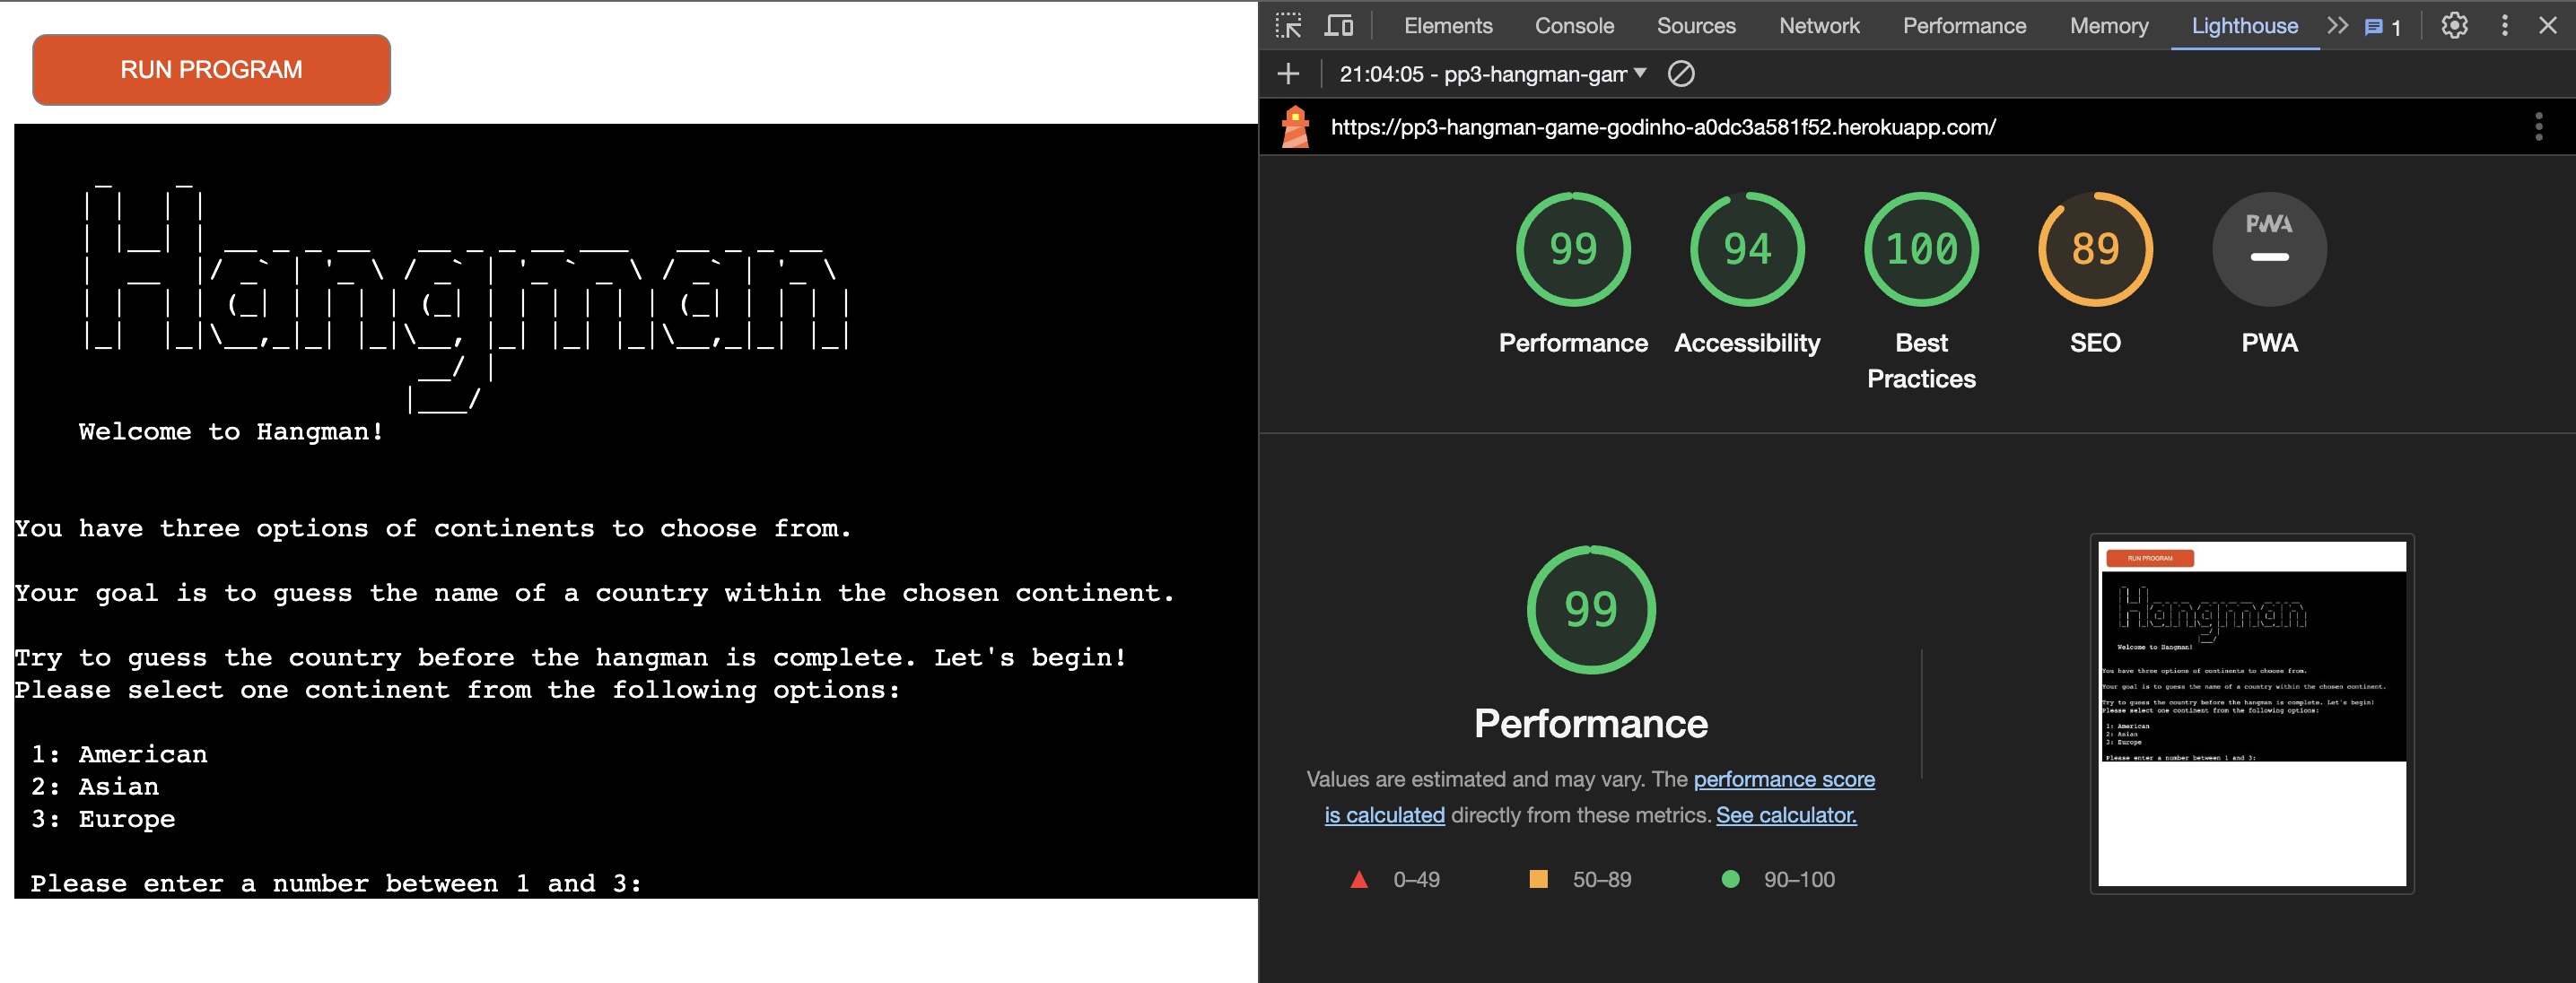 RUN PROGRAM
Welcome to Hangman!
You have three options of continents to choose from.
Your goal is to guess the name of a country within the chosen continent.
Try to guess the country before the hangman is complete. Let's begin!
Please select one continent from the following options:
1: American
2: Asian
3: Europe
Please enter a number between 1 and 3:
Elements Console Sources Network Performance Memory Lighthouse 1
21:04:05 - pp3-hangman-gam
https://pp3-hangman-game-godinho-a0dc3a581f52.herokuapp.com/
99 94 100 89 PWA
Performance Accessibility Best Practices SEO PWA
99
Performance
Values are estimated and may vary. The performance score
is calculated directly from these metrics. See calculator.
0–49 50–89 90–100
RUN PROGRAM
Hangman
Welcome to Hangman!
You have three options of continents to choose from.
Your goal is to guess the name of a country within the chosen continent.
Try to guess the country before the hangman is complete. Let's begin!
Please select one continent from the following options:
1: American
2: Asian
3: Europe
Please enter a number between 1 and 3: